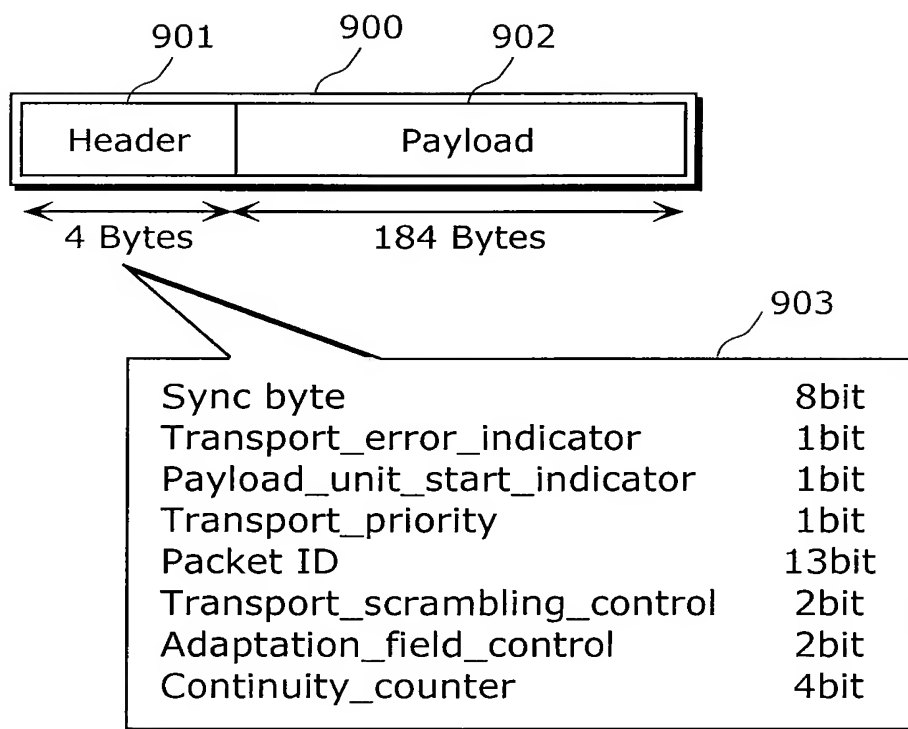 901 900 902
Header Payload
4 Bytes 184 Bytes
903
Sync byte 8bit
Transport_error_indicator 1bit
Payload_unit_start_indicator 1bit
Transport_priority 1bit
Packet ID 13bit
Transport_scrambling_control 2bit
Adaptation_field_control 2bit
Continuity_counter 4bit